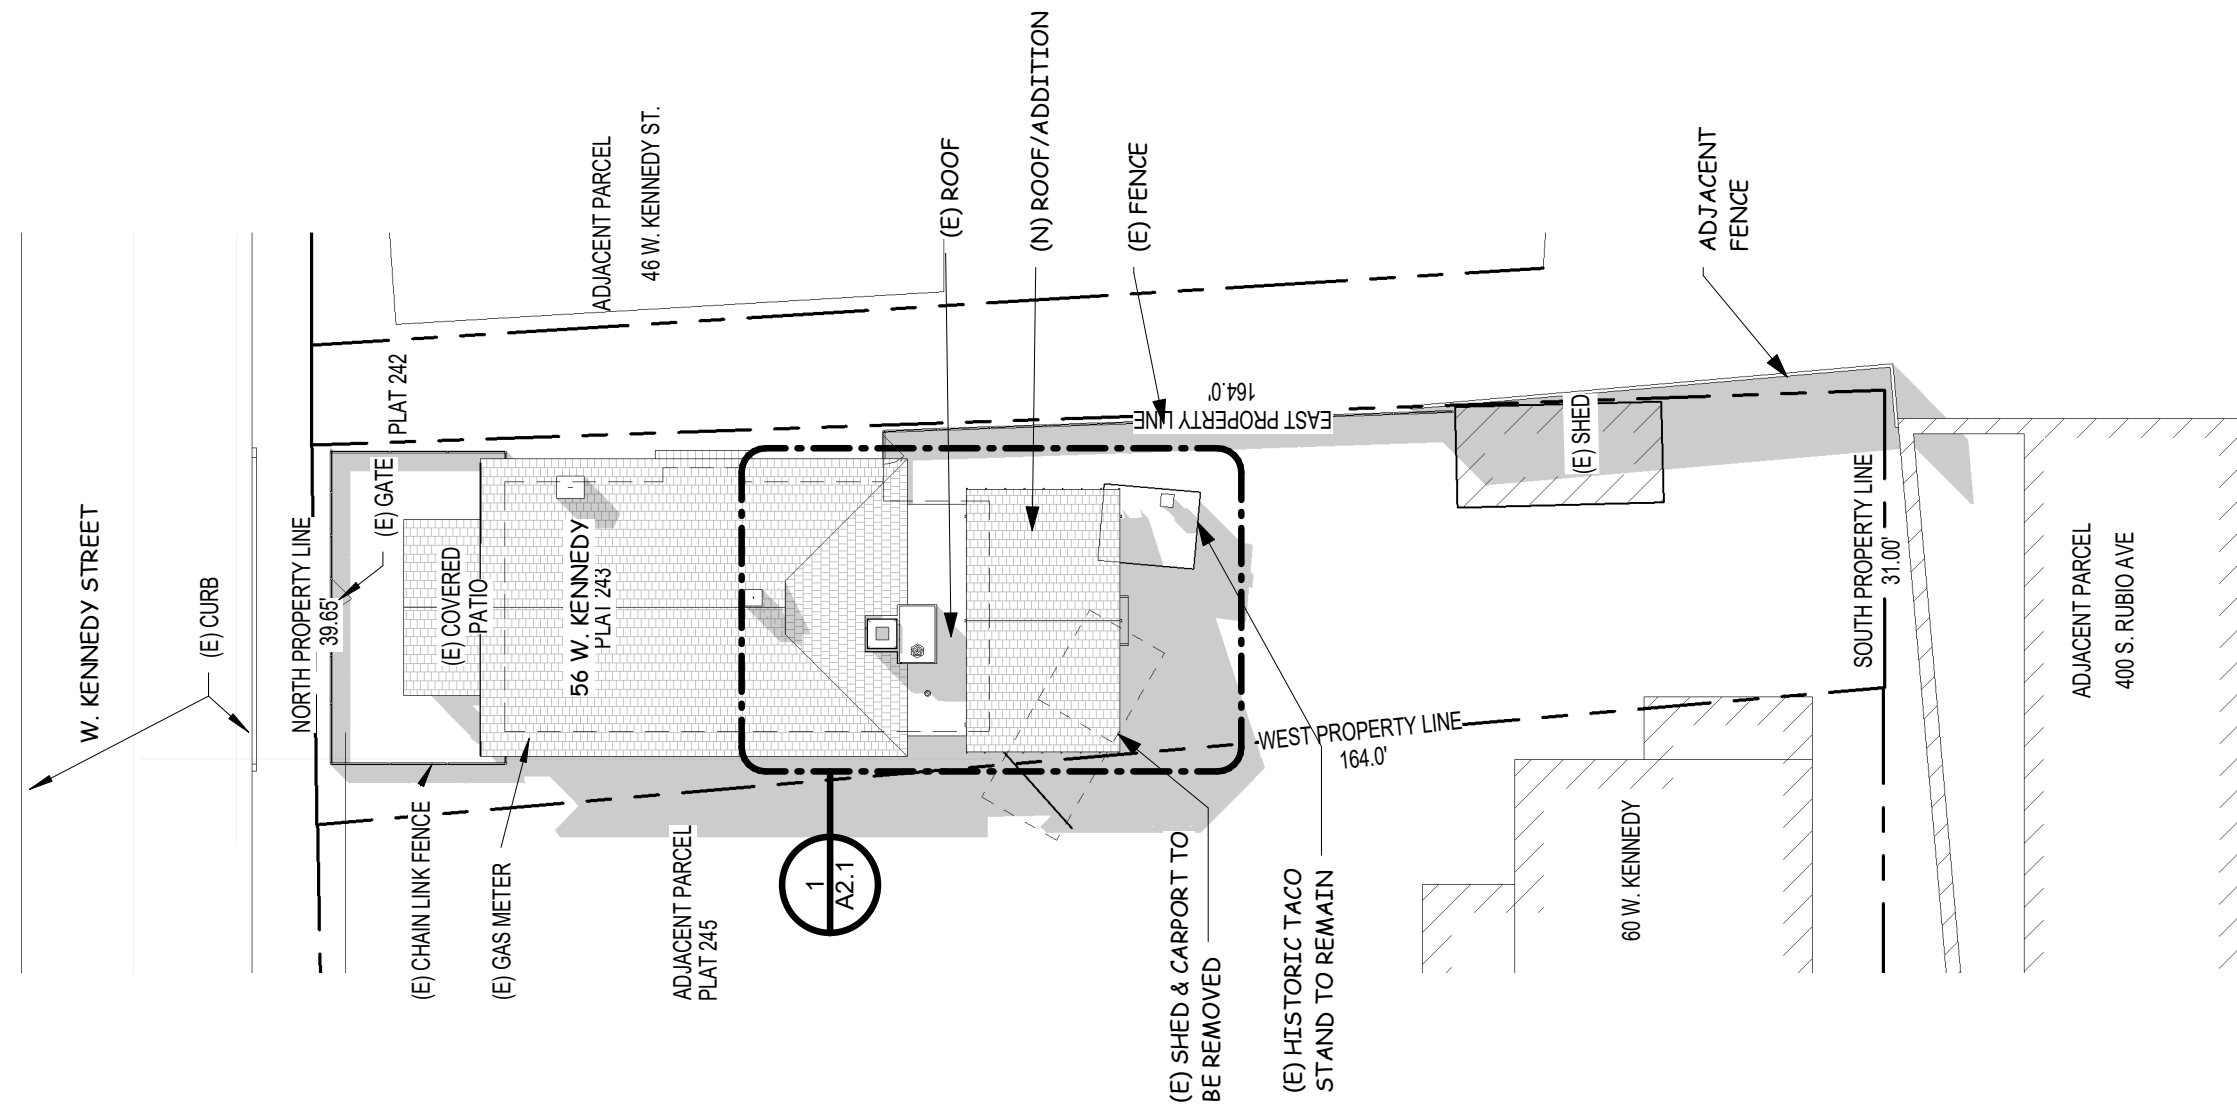 W. KENNEDY STREET
(E) CURB
NORTH PROPERTY LINE
39.65'
(E) GATE
PLAT 242
(E) COVERED
PATIO
56 W. KENNEDY
PLAT 243
(E) CHAIN LINK FENCE
(E) GAS METER
ADJACENT PARCEL
46 W. KENNEDY ST.
ADJACENT PARCEL
PLAT 245
1
A2.1
(E) ROOF
(N) ROOF/ADDITION
(E) FENCE
EAST PROPERTY LINE
164.0'
WEST PROPERTY LINE
164.0'
(E) SHED & CARPORT TO
BE REMOVED
(E) HISTORIC TACO
STAND TO REMAIN
(E) SHED
ADJACENT
FENCE
60 W. KENNEDY
SOUTH PROPERTY LINE
31.00'
ADJACENT PARCEL
400 S. RUBIO AVE